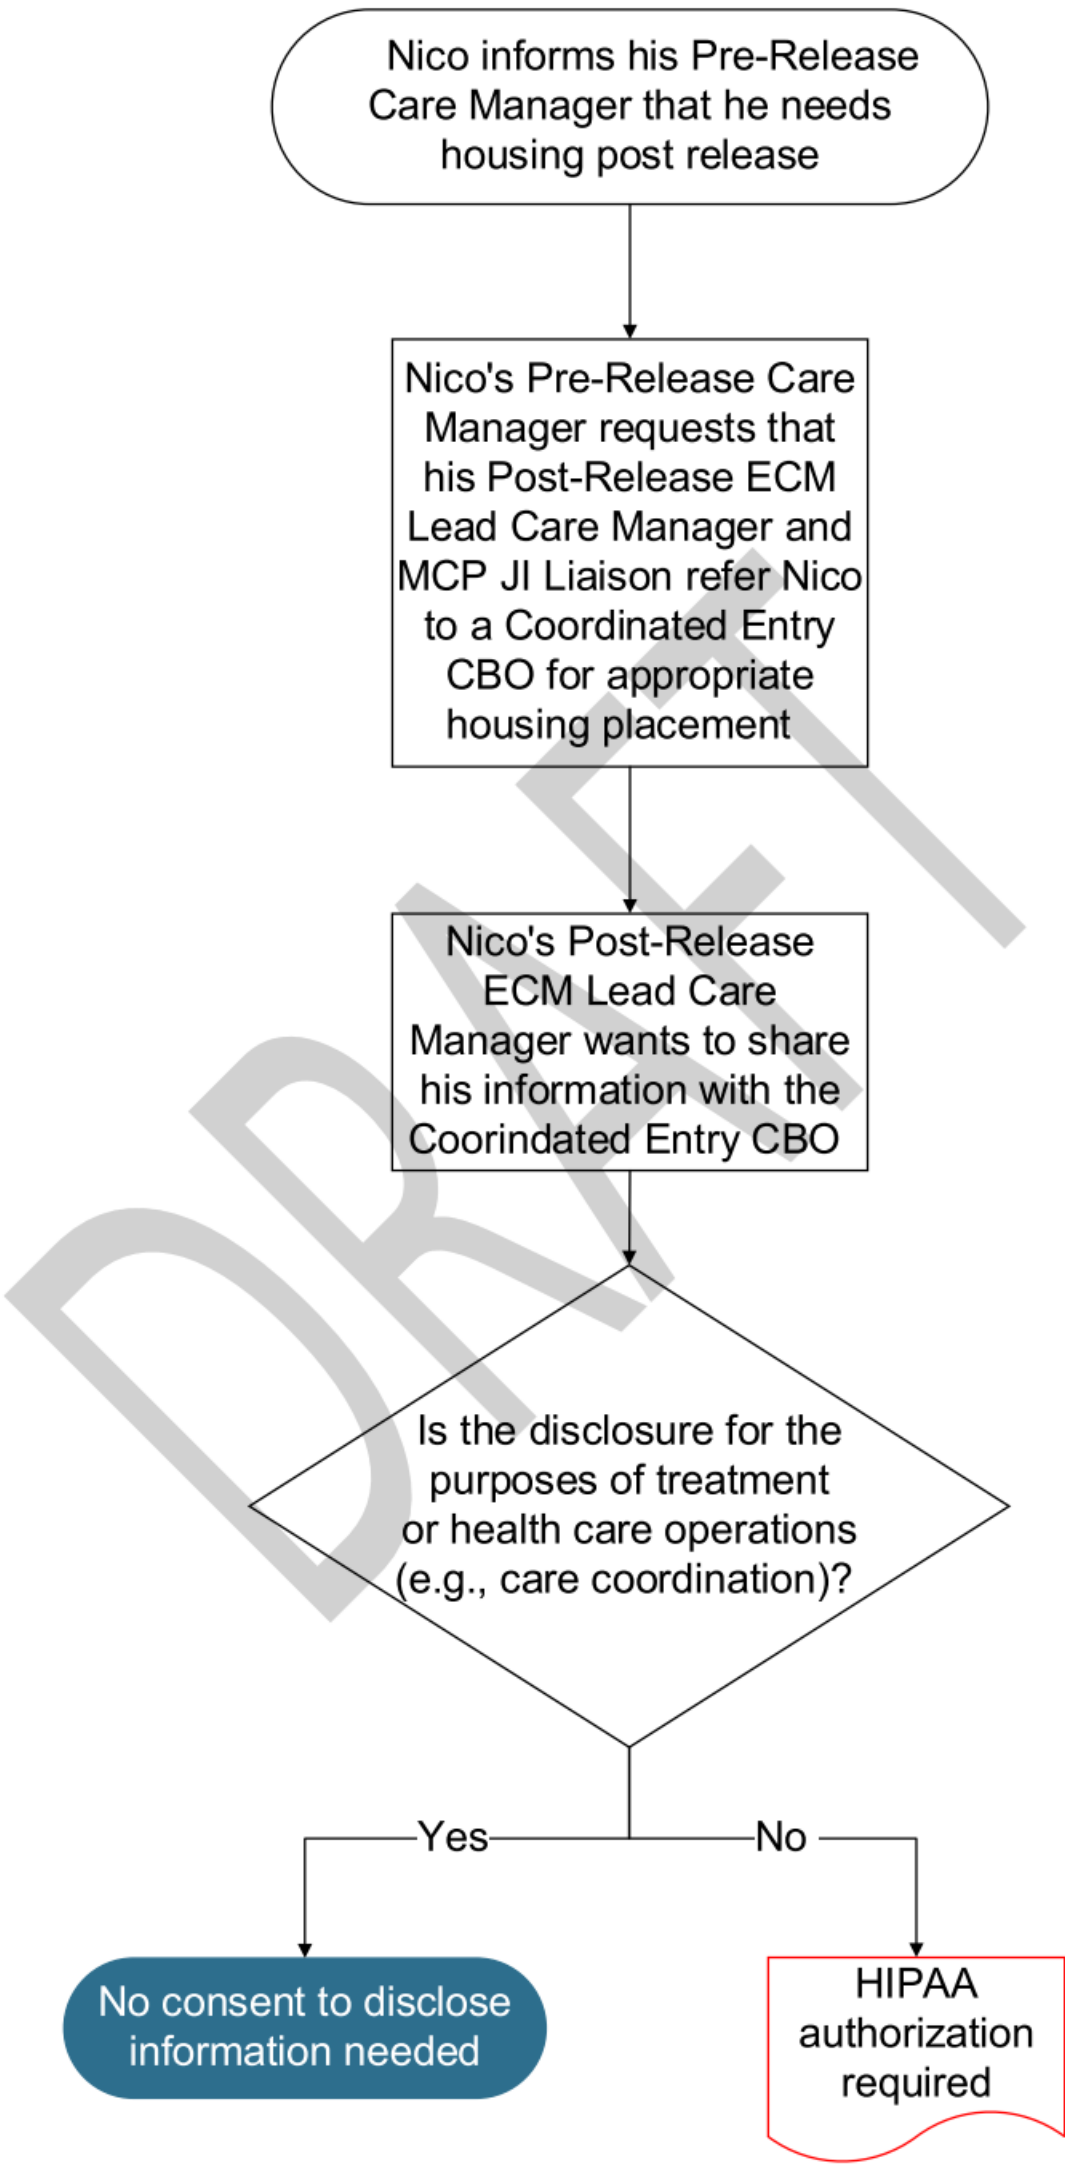 Nico informs his Pre-Release
Care Manager that he needs
housing post release
Nico's Pre-Release Care
Manager requests that
his Post-Release ECM
Lead Care Manager and
MCP JI Liaison refer Nico
to a Coordinated Entry
CBO for appropriate
housing placement
Nico's Post-Release
ECM Lead Care
Manager wants to share
his information with the
Coorindated Entry CBO
Is the disclosure for the
purposes of treatment
or health care operations
(e.g., care coordination)?
Yes
No
No consent to disclose
information needed
HIPAA
authorization
required
DRAFT